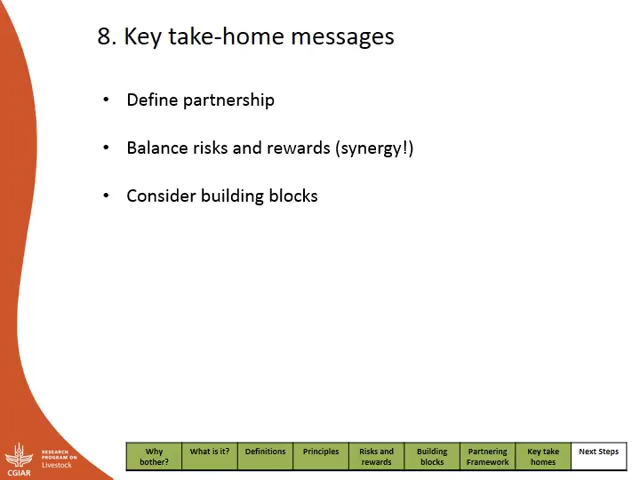 8. Key take-home messages
• Define partnership
• Balance risks and rewards (synergy!)
• Consider building blocks
CGIAR
RESEARCH
PROGRAM ON
Livestock
Why
bother?
What is it?
Definitions
Principles
Risks and
rewards
Building
blocks
Partnering
Framework
Key take
homes
Next Steps